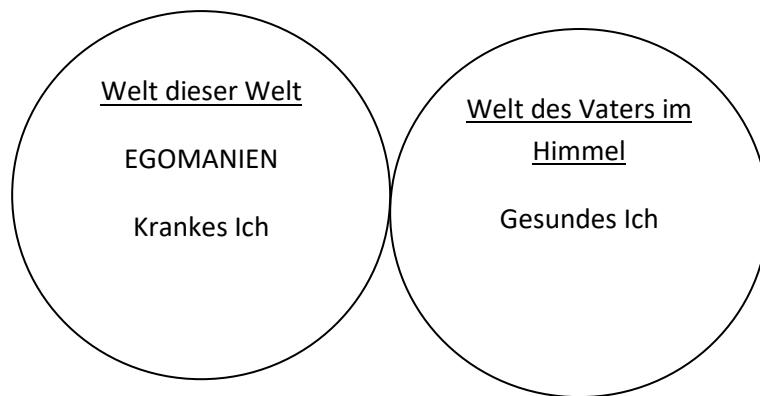 Welt dieser Welt
EGOMANIEN
Krankes Ich
Welt des Vaters im
Himmel
Gesundes Ich